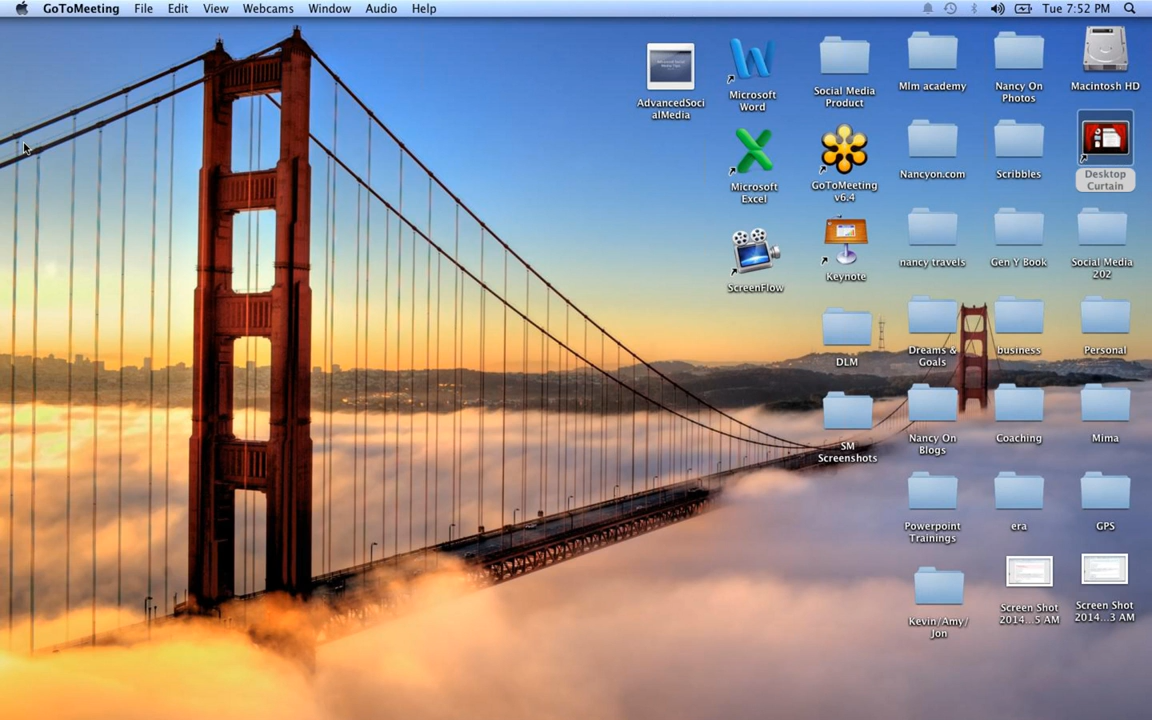 GoToMeeting File Edit View Webcams Window Audio Help Tue 7:52 PM
AdvancedSoci
alMedia
Microsoft
Word
Social Media
Product
Mlm academy
Nancy On
Photos
Macintosh HD
Microsoft
Excel
GoToMeeting
v6.4
Nancyon.com
Scribbles
Desktop
Curtain
ScreenFlow
Keynote
nancy travels
Gen Y Book
Social Media
202
DLM
Dreams &
Goals
business
Personal
SM
Screenshots
Nancy On
Blogs
Coaching
Mima
Powerpoint
Trainings
era
GPS
Kevin/Amy/
Jon
Screen Shot
2014...5 AM
Screen Shot
2014...3 AM